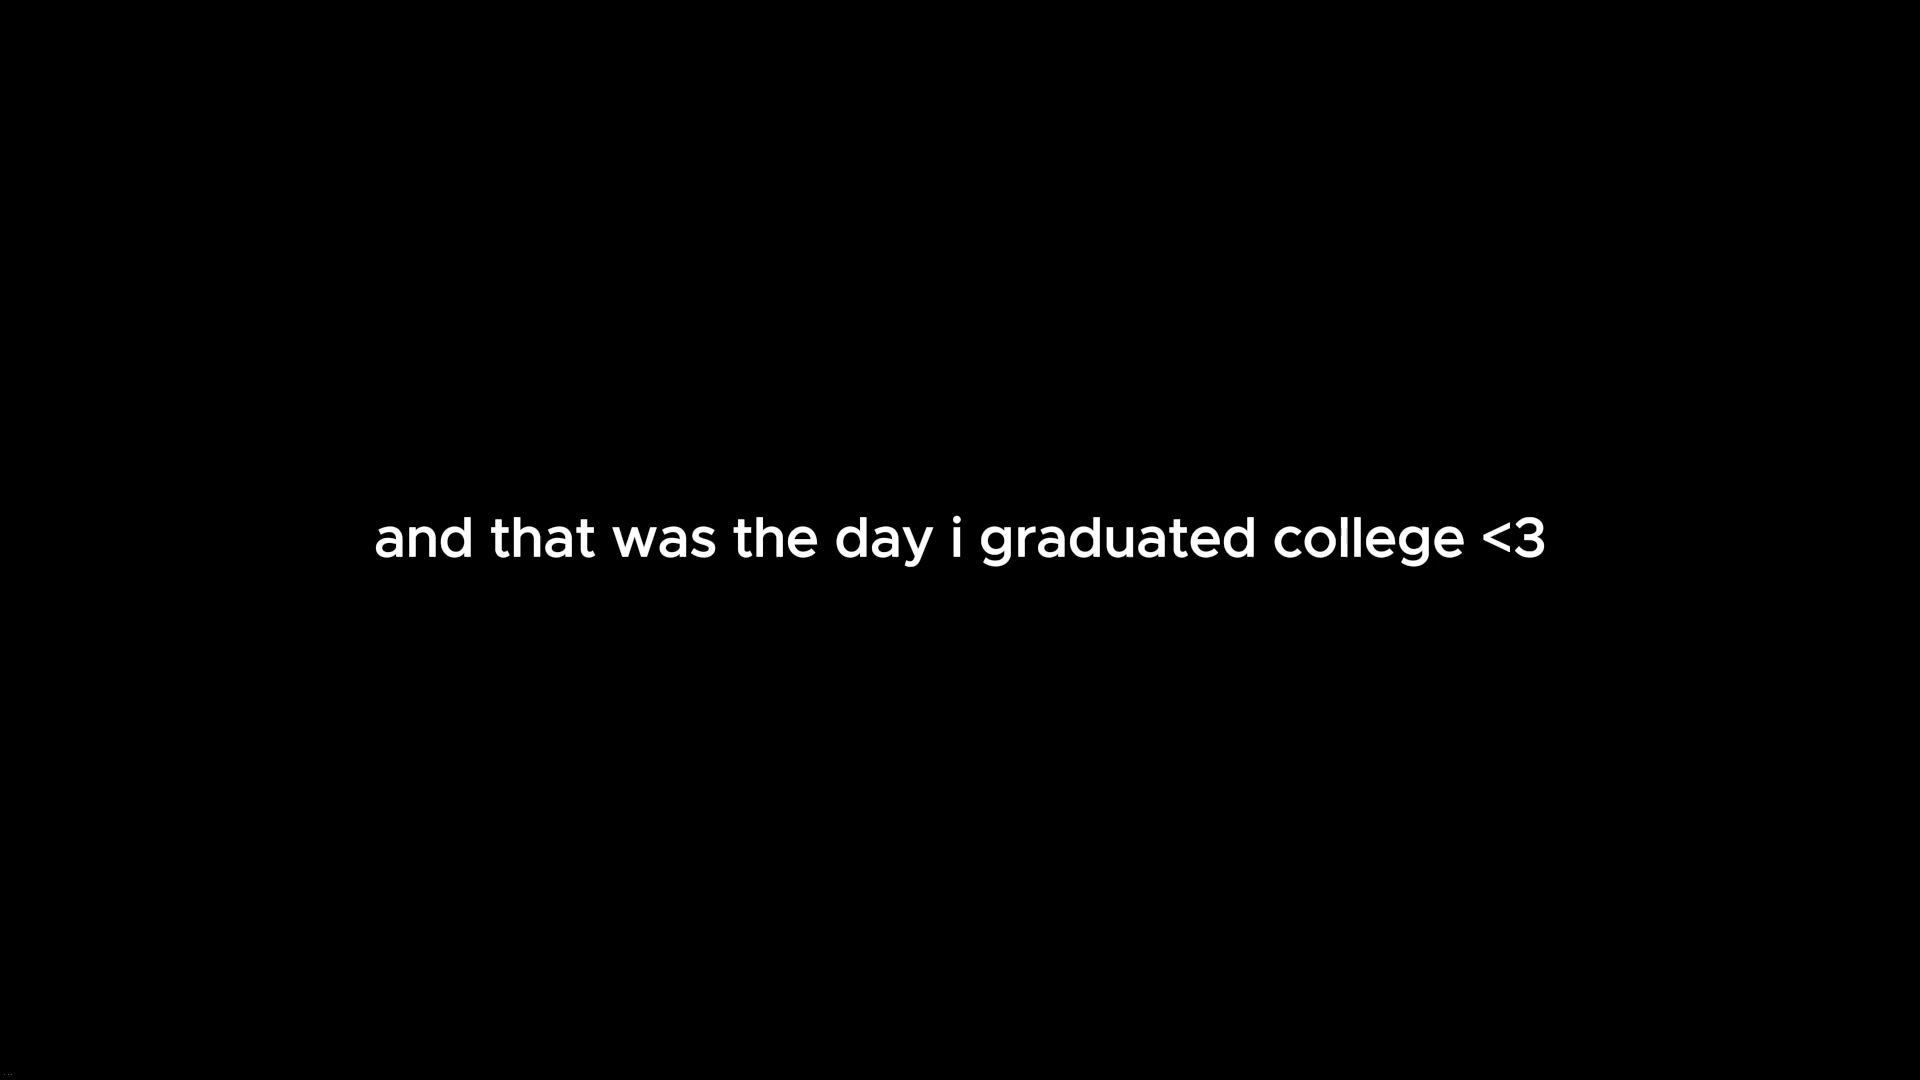 and that was the day i graduated college <3